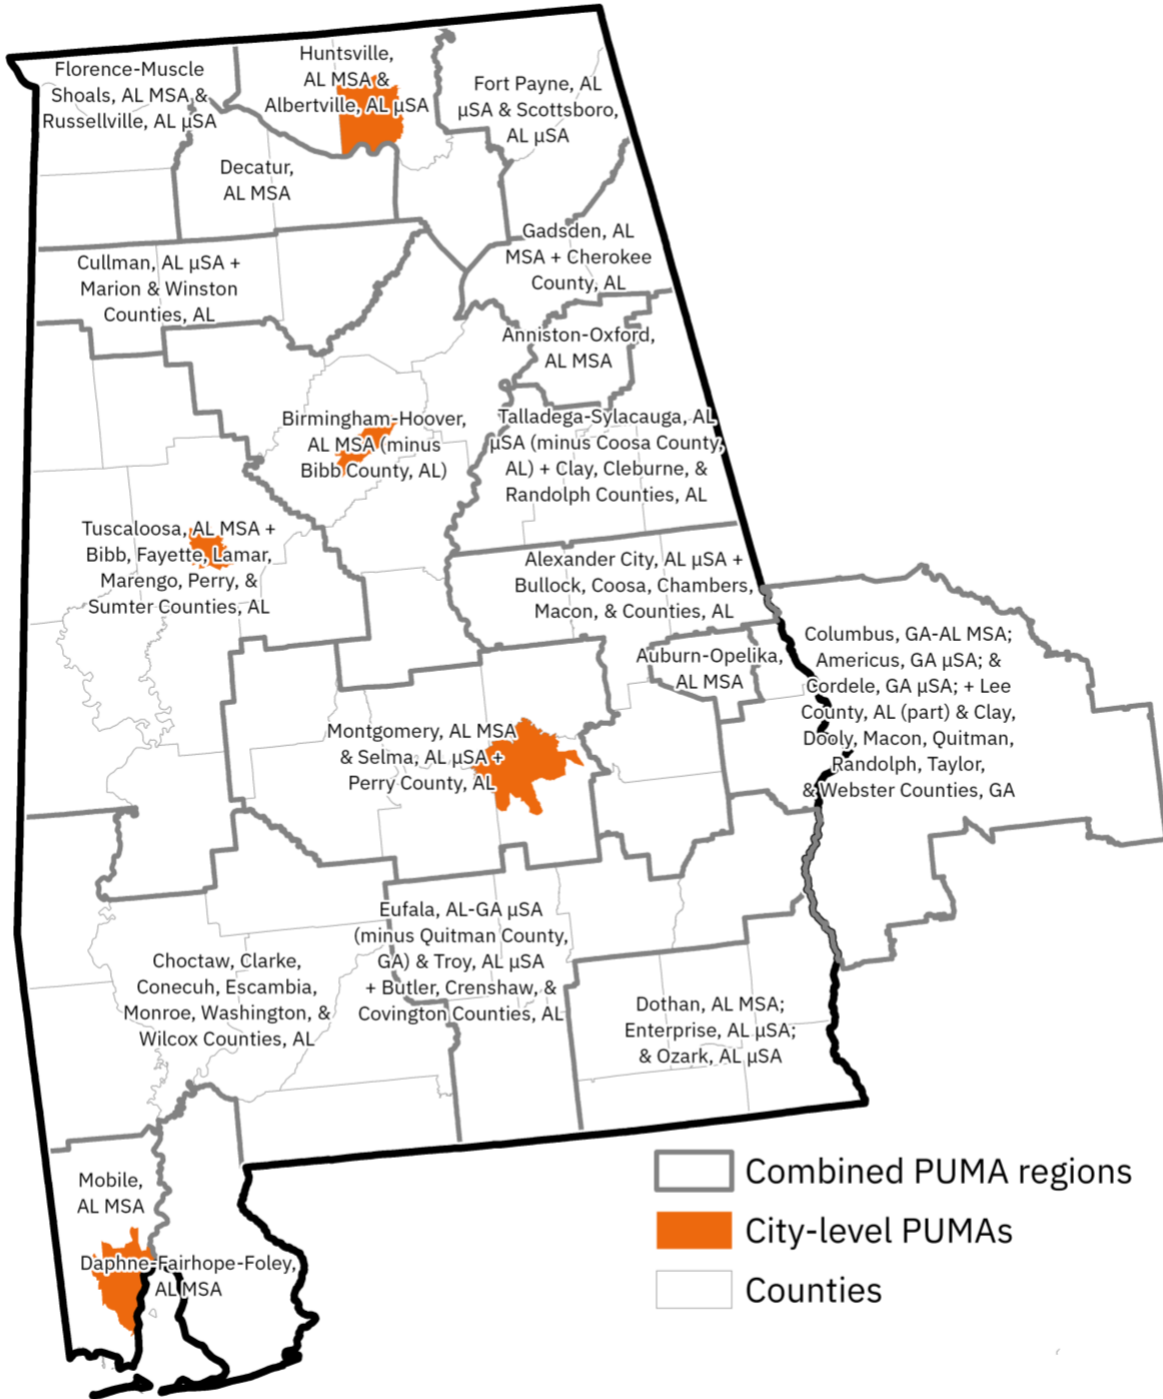 Huntsville,
AL MSA &
Albertville, AL µSA
Florence-Muscle
Shoals, AL MSA &
Russellville, AL µSA
Fort Payne, AL
µSA & Scottsboro,
AL µSA
Decatur,
AL MSA
Gadsden, AL
MSA + Cherokee
County, AL
Cullman, AL µSA +
Marion & Winston
Counties, AL
Anniston-Oxford,
AL MSA
Birmingham-Hoover,
AL MSA (minus
Bibb County, AL)
Talladega-Sylacauga, AL
µSA (minus Coosa County,
AL) + Clay, Cleburne, &
Randolph Counties, AL
Tuscaloosa, AL MSA +
Bibb, Fayette, Lamar,
Marengo, Perry, &
Sumter Counties, AL
Alexander City, AL µSA +
Bullock, Coosa, Chambers,
Macon, & Counties, AL
Auburn-Opelika,
AL MSA
Columbus, GA-AL MSA;
Americus, GA µSA; &
Cordele, GA µSA; + Lee
County, AL (part) & Clay,
Dooly, Macon, Quitman,
Randolph, Taylor,
& Webster Counties, GA
Montgomery, AL MSA
& Selma, AL µSA +
Perry County, AL
Eufala, AL-GA µSA
(minus Quitman County,
GA) & Troy, AL µSA
+ Butler, Crenshaw, &
Covington Counties, AL
Choctaw, Clarke,
Conecuh, Escambia,
Monroe, Washington, &
Wilcox Counties, AL
Dothan, AL MSA;
Enterprise, AL µSA;
& Ozark, AL µSA
Mobile,
AL MSA
Daphne-Fairhope-Foley,
AL MSA
Combined PUMA regions
City-level PUMAs
Counties